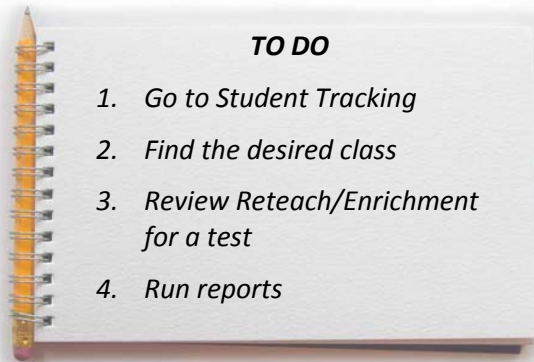 TO DO
1. Go to Student Tracking
2. Find the desired class
3. Review Reteach/Enrichment
for a test
4. Run reports